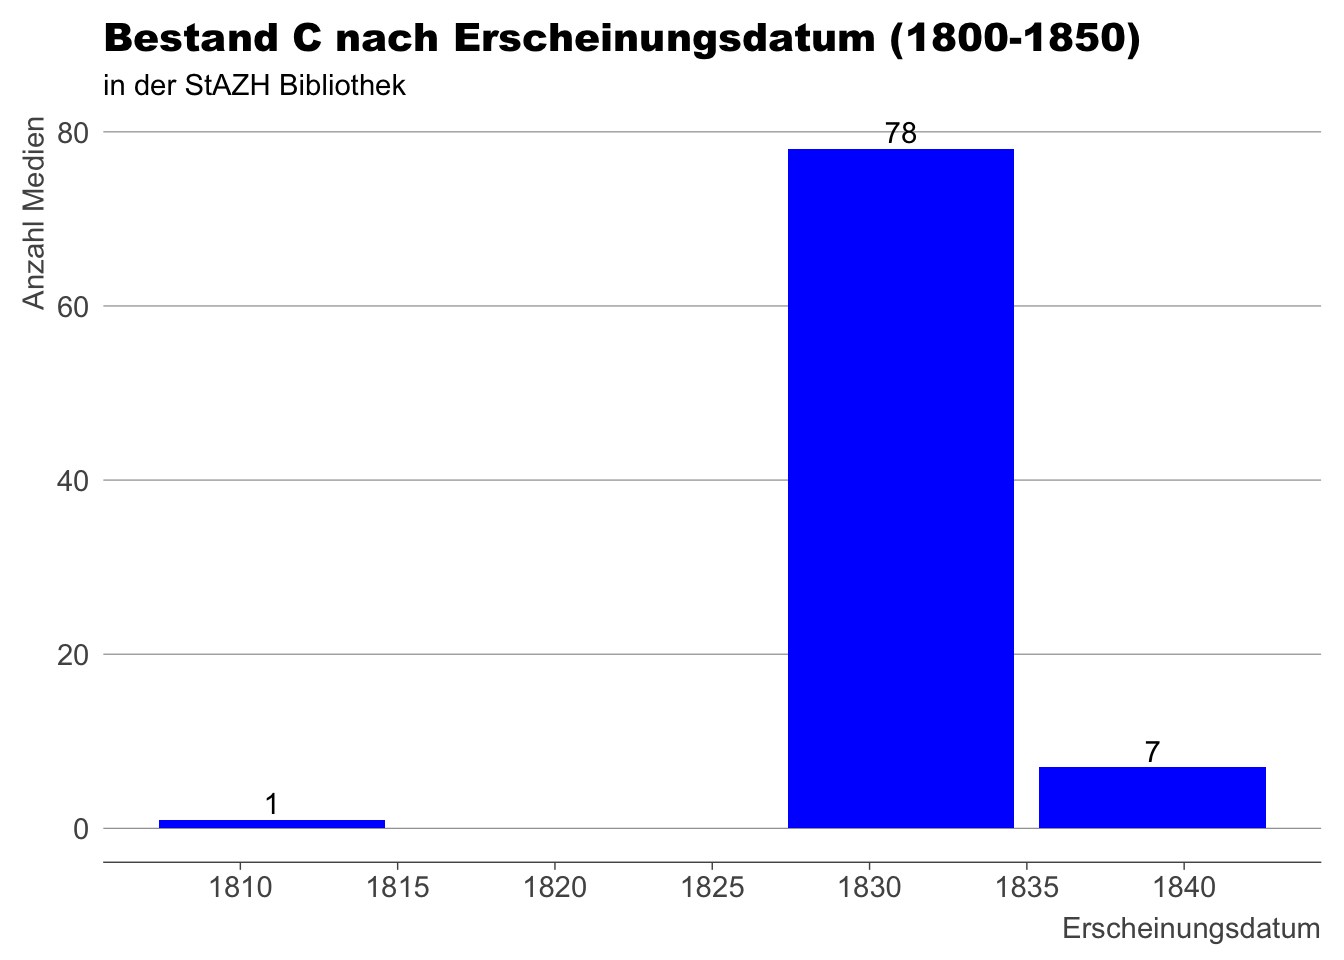 Bestand C nach Erscheinungsdatum (1800-1850)
in der StAZH Bibliothek
Anzahl Medien
80
60
40
20
0
78
7
1
1810 1815 1820 1825 1830 1835 1840
Erscheinungsdatum